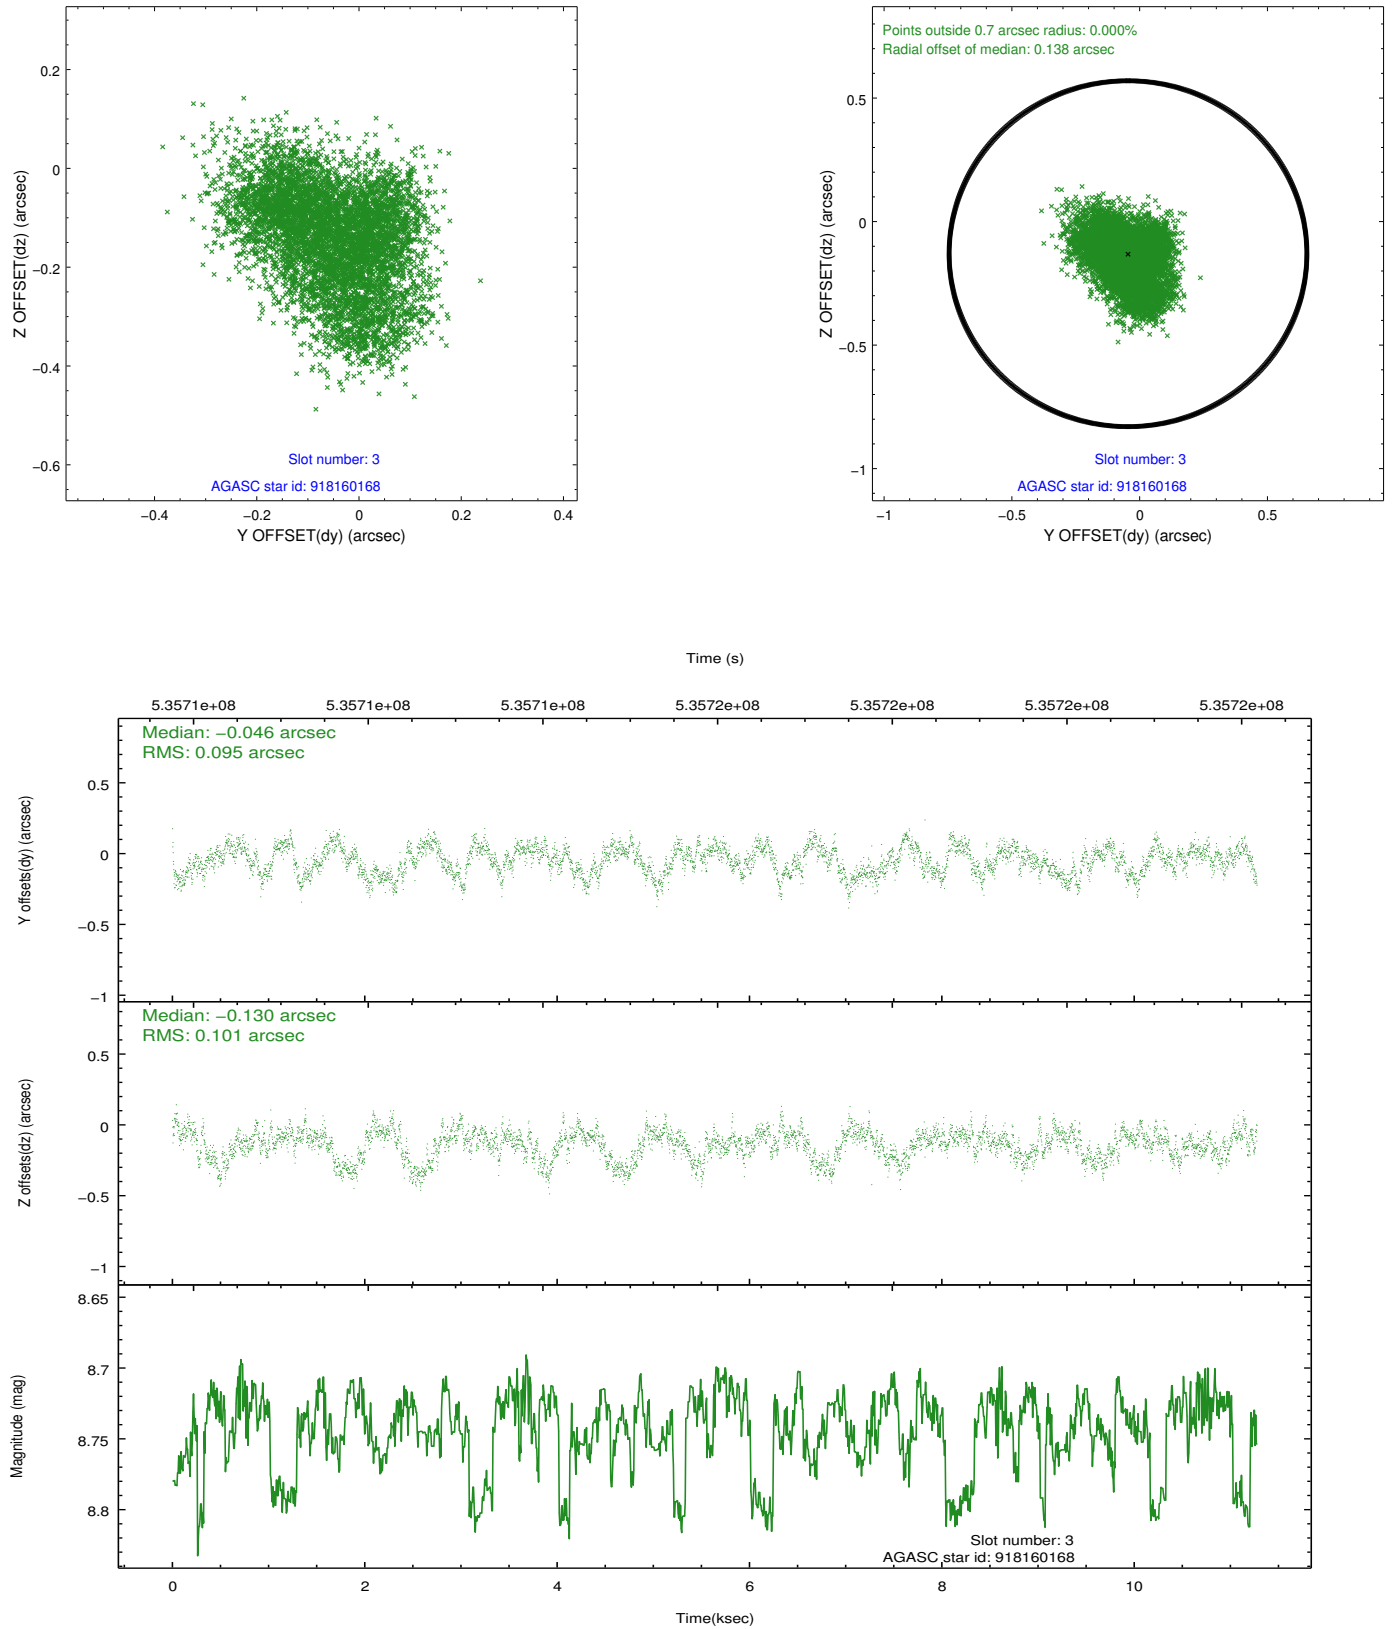 0.2
0
−0.2
−0.4
−0.6
Z OFFSET(dz) (arcsec)
Slot number: 3
AGASC star id: 918160168
−0.4 −0.2 0 0.2 0.4
Y OFFSET(dy) (arcsec)
Points outside 0.7 arcsec radius: 0.000%
Radial offset of median: 0.138 arcsec
0.5
0
−0.5
−1
Z OFFSET(dz) (arcsec)
Slot number: 3
AGASC star id: 918160168
−1 −0.5 0 0.5
Y OFFSET(dy) (arcsec)
Time (s)
5.3571e+08 5.3571e+08 5.3571e+08 5.3572e+08 5.3572e+08 5.3572e+08 5.3572e+08
Median: −0.046 arcsec
RMS: 0.095 arcsec
0.5
0
−0.5
−1
Y offsets(dy) (arcsec)
Median: −0.130 arcsec
RMS: 0.101 arcsec
0.5
0
−0.5
−1
Z offsets(dz) (arcsec)
8.65
8.7
8.75
8.8
Magnitude (mag)
Slot number: 3
AGASC star id: 918160168
0 2 4 6 8 10
Time(ksec)